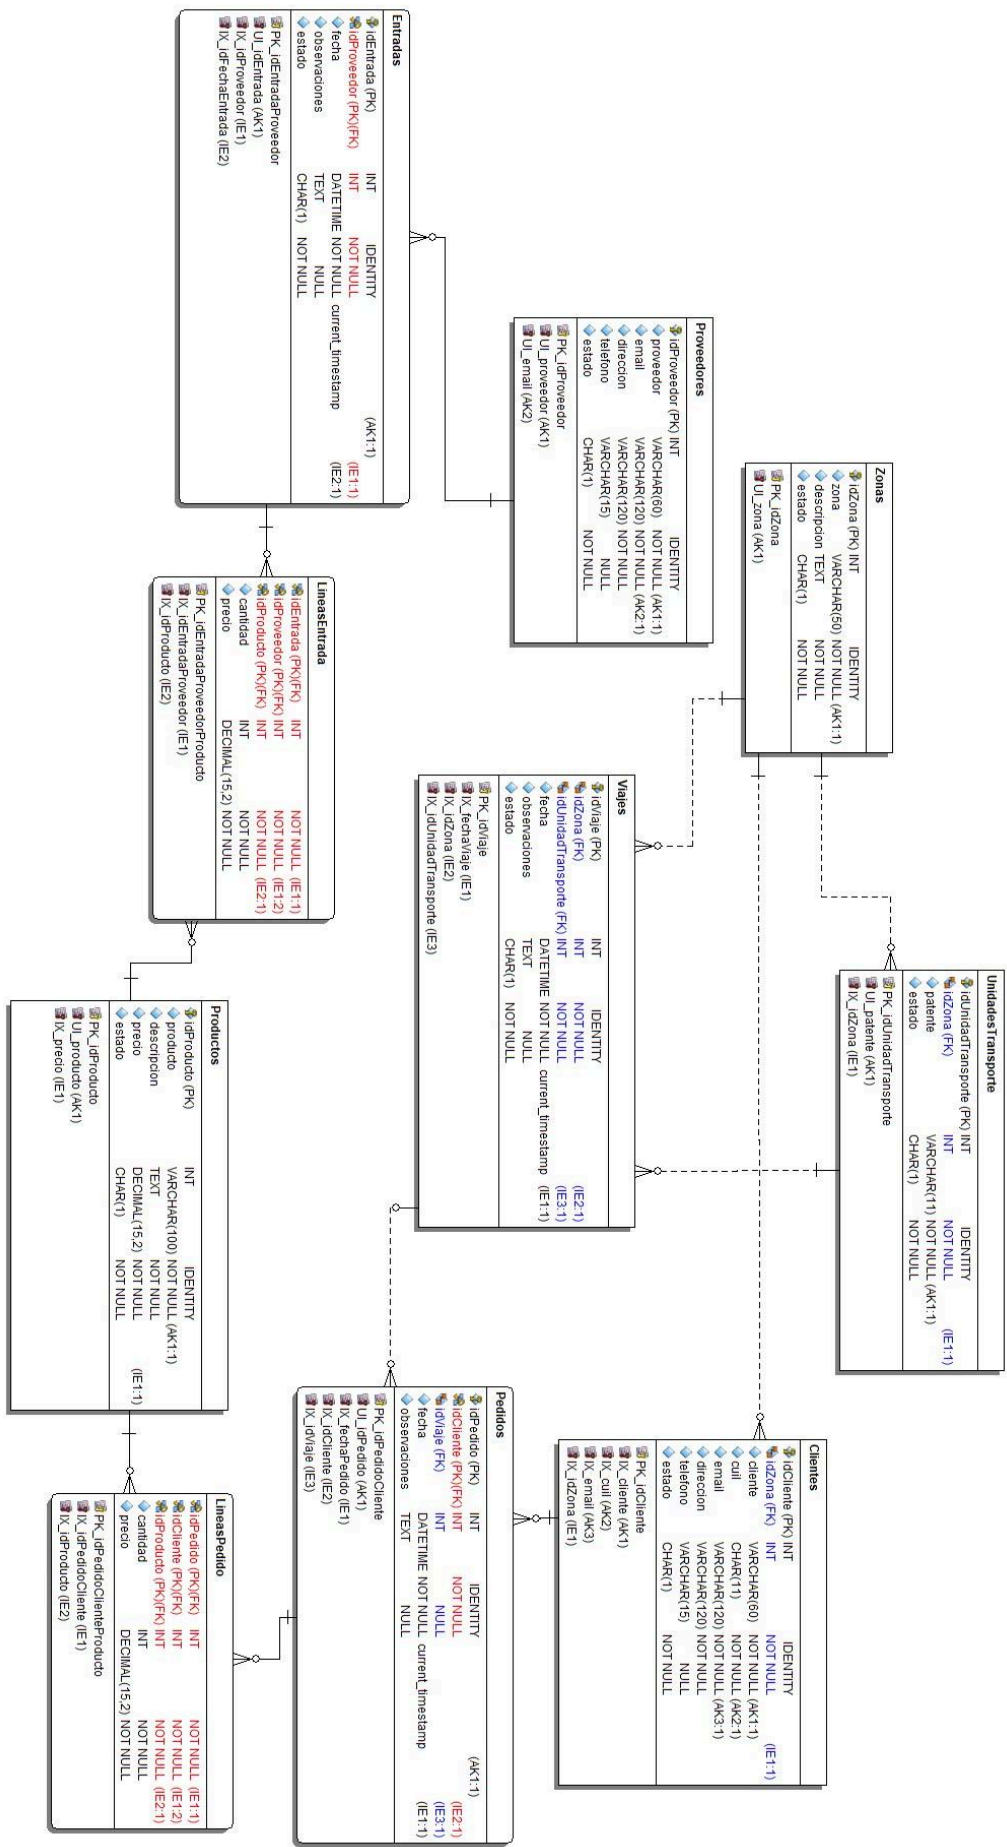 Entradas
idEntrada (PK) INT IDENTITY (AK1:1)
idProveedor (PK)(FK) INT NOT NULL (IE1:1)
fecha DATETIME NOT NULL current_timestamp (IE2:1)
observaciones TEXT NULL
estado CHAR(1) NOT NULL
PK_idEntradaProveedor
UI_idEntrada (AK1)
IX_idProveedor (IE1)
IX_idFechaEntrada (IE2)
Proveedores
idProveedor (PK) INT IDENTITY
proveedor VARCHAR(60) NOT NULL (AK1:1)
email VARCHAR(120) NOT NULL (AK2:1)
direccion VARCHAR(120) NOT NULL
telefono VARCHAR(15) NULL
estado CHAR(1) NOT NULL
PK_idProveedor
UI_proveedor (AK1)
UI_email (AK2)
Zonas
idZona (PK) INT IDENTITY
zona VARCHAR(50) NOT NULL (AK1:1)
descripcion TEXT NOT NULL
estado CHAR(1) NOT NULL
PK_idZona
UI_zona (AK1)
LineasEntrada
idEntrada (PK)(FK) INT NOT NULL (IE1:1)
idProveedor (PK)(FK) INT NOT NULL (IE1:2)
idProducto (PK)(FK) INT NOT NULL (IE2:1)
cantidad INT NOT NULL
precio DECIMAL(15,2) NOT NULL
PK_idEntradaProveedorProducto
IX_idEntradaProveedor (IE1)
IX_idProducto (IE2)
Viajes
idViaje (PK) INT IDENTITY
idZona (FK) INT NOT NULL (IE2:1)
idUnidadTransporte (FK) INT NOT NULL (IE3:1)
fecha DATETIME NOT NULL current_timestamp (IE1:1)
observaciones TEXT NULL
estado CHAR(1) NOT NULL
PK_idViaje
IX_fechaViaje (IE1)
IX_idZona (IE2)
IX_idUnidadTransporte (IE3)
UnidadesTransporte
idUnidadTransporte (PK) INT IDENTITY
idZona (FK) INT NOT NULL (IE1:1)
patente VARCHAR(11) NOT NULL (AK1:1)
estado CHAR(1) NOT NULL
PK_idUnidadTransporte
UI_patente (AK1)
IX_idZona (IE1)
Productos
idProducto (PK) INT IDENTITY
producto VARCHAR(100) NOT NULL (AK1:1)
descripcion TEXT NOT NULL
precio DECIMAL(15,2) NOT NULL (IE1:1)
estado CHAR(1) NOT NULL
PK_idProducto
UI_producto (AK1)
IX_precio (IE1)
Pedidos
idPedido (PK) INT IDENTITY (AK1:1)
idCliente (PK)(FK) INT NOT NULL (IE2:1)
idViaje (FK) INT NULL (IE3:1)
fecha DATETIME NOT NULL current_timestamp (IE1:1)
observaciones TEXT NULL
PK_idPedidoCliente
UI_idPedido (AK1)
IX_fechaPedido (IE1)
IX_idCliente (IE2)
IX_idViaje (IE3)
Clientes
idCliente (PK) INT IDENTITY
idZona (FK) INT NOT NULL (IE1:1)
cliente VARCHAR(60) NOT NULL (AK1:1)
cuil CHAR(11) NOT NULL (AK2:1)
email VARCHAR(120) NOT NULL (AK3:1)
direccion VARCHAR(120) NOT NULL
telefono VARCHAR(15) NULL
estado CHAR(1) NOT NULL
PK_idCliente
IX_cliente (AK1)
IX_cuil (AK2)
IX_email (AK3)
IX_idZona (IE1)
LineasPedido
idPedido (PK)(FK) INT NOT NULL (IE1:1)
idCliente (PK)(FK) INT NOT NULL (IE1:2)
idProducto (PK)(FK) INT NOT NULL (IE2:1)
cantidad INT NOT NULL
precio DECIMAL(15,2) NOT NULL
PK_idPedidoClienteProducto
IX_idPedidoCliente (IE1)
IX_idProducto (IE2)